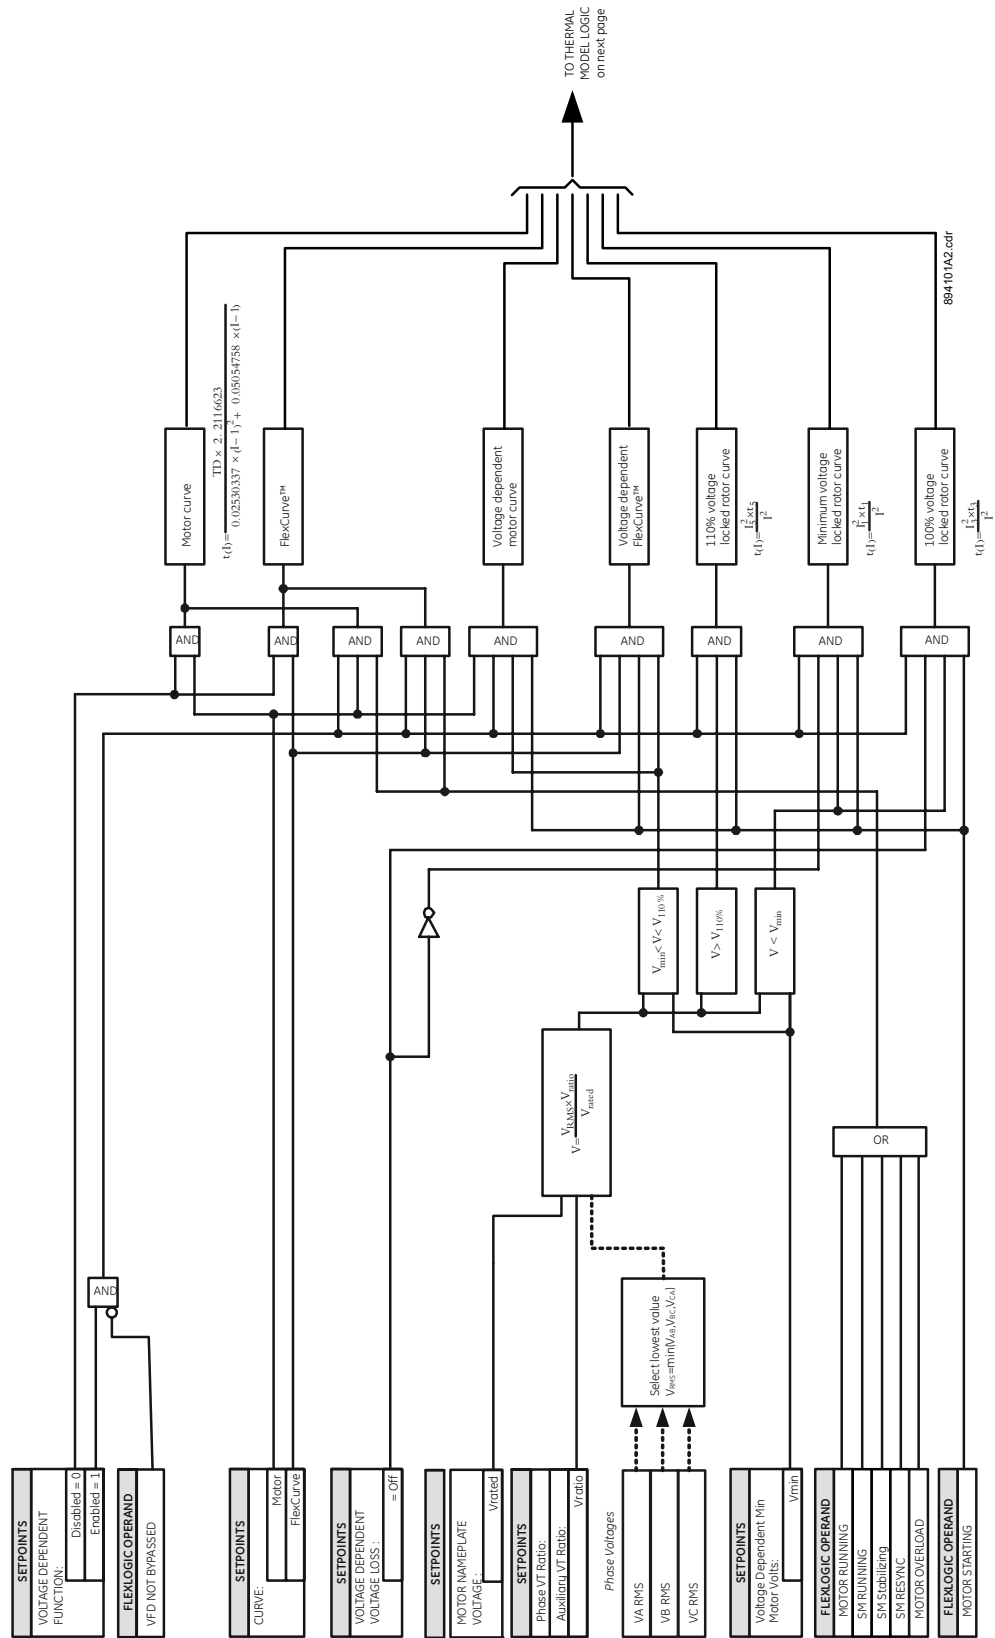 SETPOINTS
VOLTAGE DEPENDENT
FUNCTION:
Disabled = 0
Enabled = 1
FLEXLOGIC OPERAND
VFD NOT BYPASSED
SETPOINTS
CURVE:
Motor
FlexCurve
SETPOINTS
VOLTAGE DEPENDENT
VOLTAGE LOSS :
= Off
SETPOINTS
MOTOR NAMEPLATE
VOLTAGE :
Vrated
SETPOINTS
Phase VT Ratio:
Auxiliary VT Ratio:
Vratio
Phase Voltages
VA RMS
VB RMS
VC RMS
SETPOINTS
Voltage Dependent Min
Motor Volts:
Vmin
FLEXLOGIC OPERAND
MOTOR RUNNING
SM RUNNING
SM Stabilizing
SM RESYNC
MOTOR OVERLOAD
FLEXLOGIC OPERAND
MOTOR STARTING
AND
Select lowest value
VRMS=min(VAB,VBC,VCA)
V= VRMS × Vratio / Vrated
OR
Vmin < V < V110 %
V > V110%
V < Vmin
AND
AND
AND
AND
AND
AND
AND
AND
AND
Motor curve
t(I)= TD × 2. 2116623 / 0.02530337 × (I − 1)² + 0.05054758 × (I − 1)
FlexCurve™
Voltage dependent
motor curve
Voltage dependent
FlexCurve™
110% voltage
locked rotor curve
t(I)= I5² × t5 / I²
Minimum voltage
locked rotor curve
t(I)= I1² × t1 / I²
100% voltage
locked rotor curve
t(I)= I3² × t3 / I²
TO THERMAL
MODEL LOGIC
on next page
894101A2.cdr